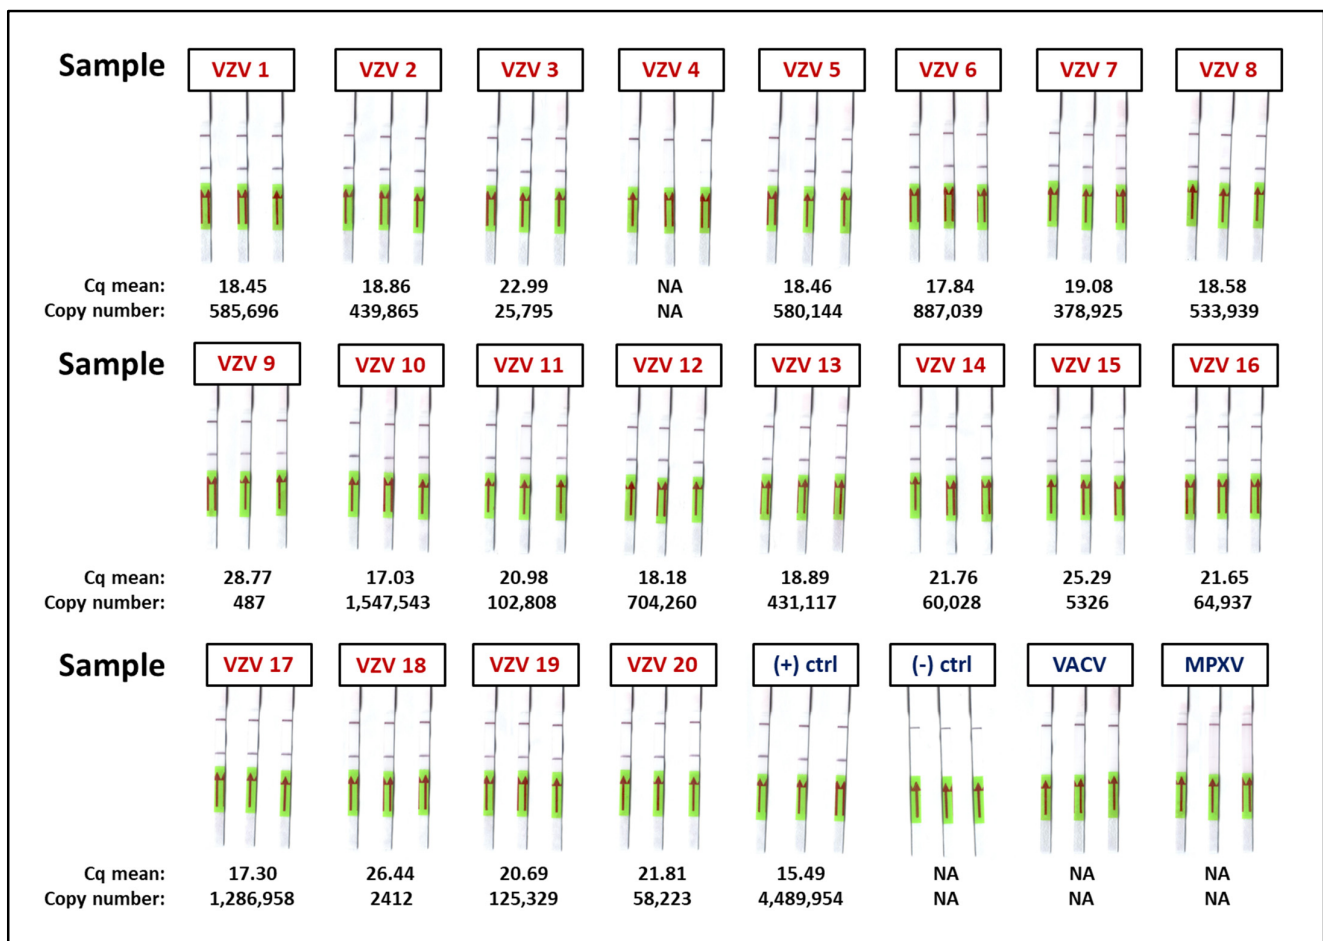 Sample VZV 1 VZV 2 VZV 3 VZV 4 VZV 5 VZV 6 VZV 7 VZV 8
Cq mean: 18.45 18.86 22.99 NA 18.46 17.84 19.08 18.58
Copy number: 585,696 439,865 25,795 NA 580,144 887,039 378,925 533,939
Sample VZV 9 VZV 10 VZV 11 VZV 12 VZV 13 VZV 14 VZV 15 VZV 16
Cq mean: 28.77 17.03 20.98 18.18 18.89 21.76 25.29 21.65
Copy number: 487 1,547,543 102,808 704,260 431,117 60,028 5326 64,937
Sample VZV 17 VZV 18 VZV 19 VZV 20 (+) ctrl (-) ctrl VACV MPXV
Cq mean: 17.30 26.44 20.69 21.81 15.49 NA NA NA
Copy number: 1,286,958 2412 125,329 58,223 4,489,954 NA NA NA